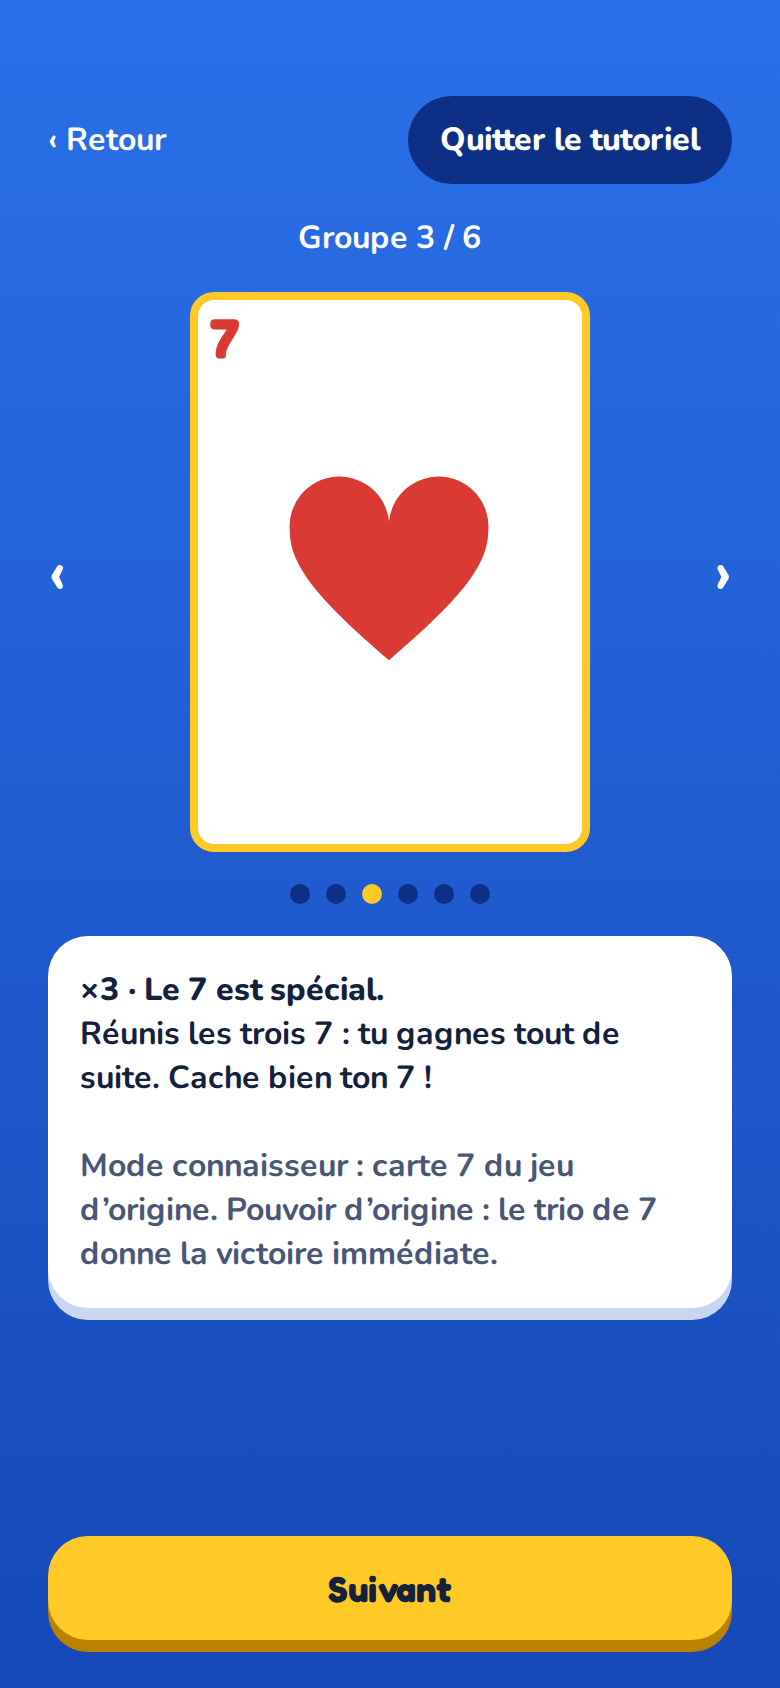 ‹ Retour
Quitter le tutoriel
Groupe 3 / 6
7
‹
›
×3 · Le 7 est spécial.
Réunis les trois 7 : tu gagnes tout de
suite. Cache bien ton 7 !
Mode connaisseur : carte 7 du jeu
d’origine. Pouvoir d’origine : le trio de 7
donne la victoire immédiate.
Suivant